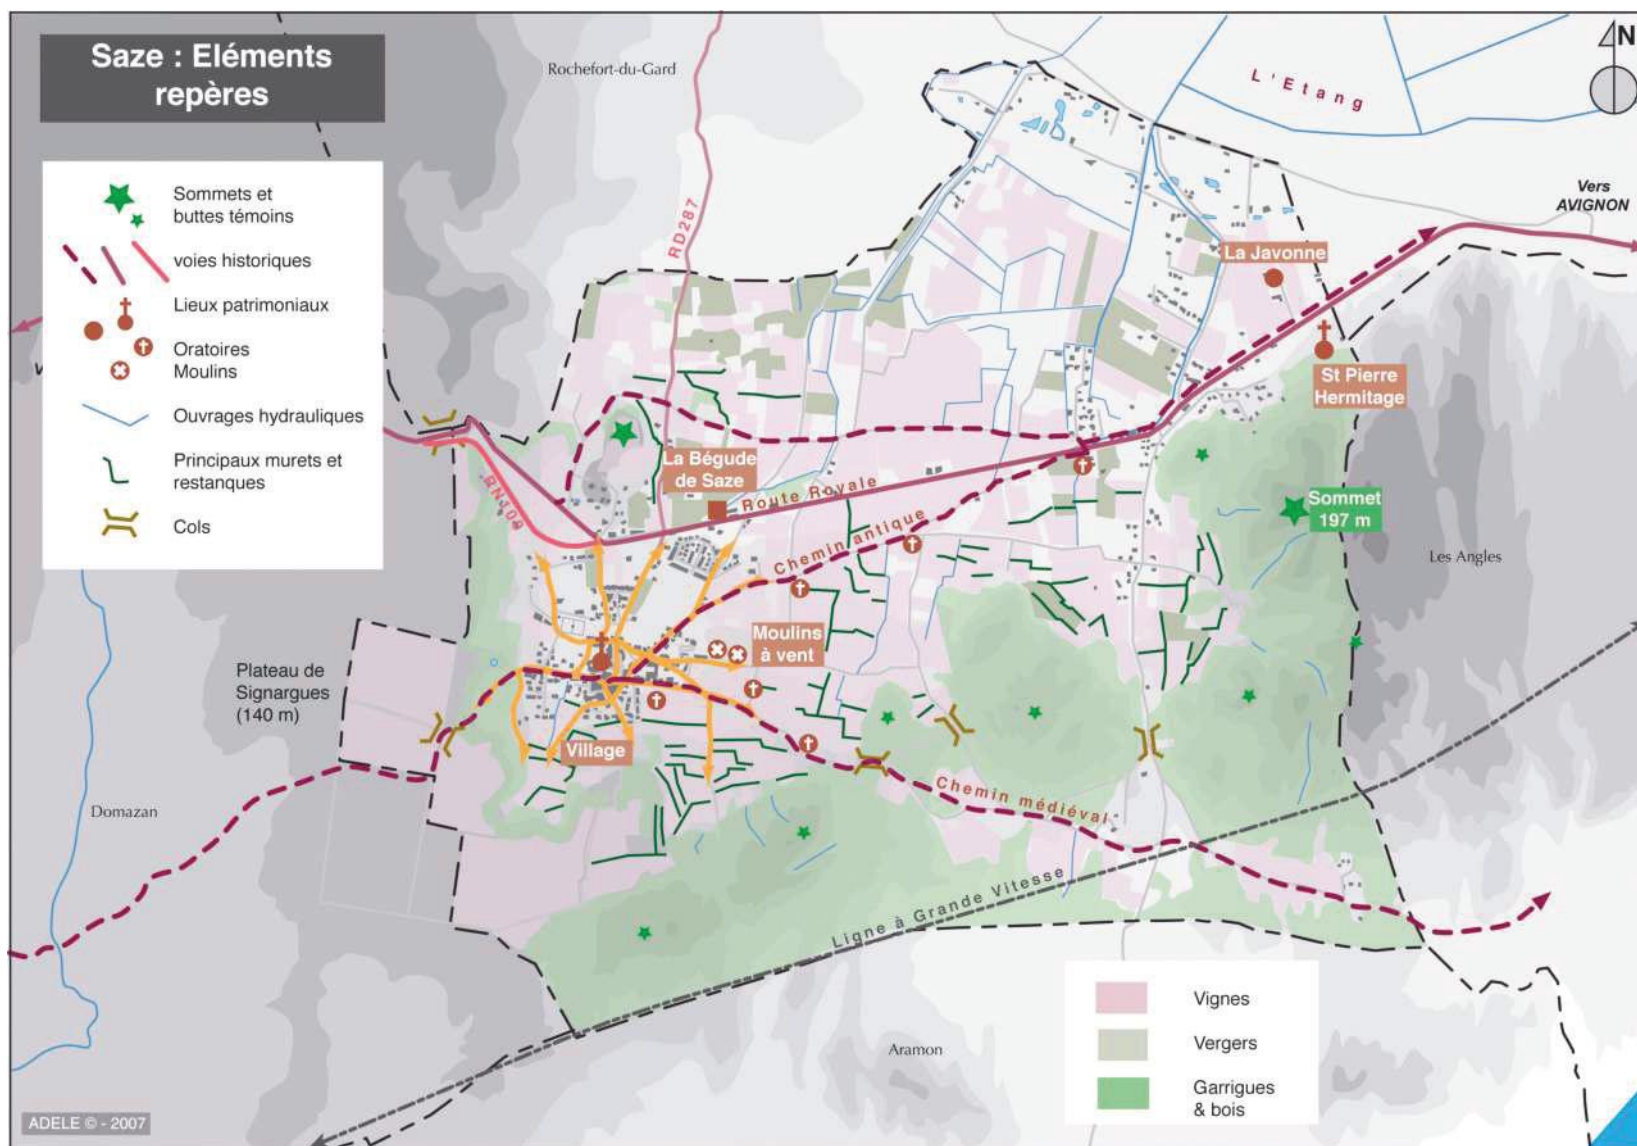 Saze : Eléments
repères
Rochefort-du-Gard
L'Etang
N
Sommets et
buttes témoins
voies historiques
Lieux patrimoniaux
Oratoires
Moulins
Ouvrages hydrauliques
Principaux murets et
restanques
Cols
RD287
Vers
AVIGNON
La Javonne
St Pierre
Hermitage
La Bégude
de Saze
Route Royale
Chemin antique
Sommet
197 m
Les Angles
Moulins
à vent
Plateau de
Signargues
(140 m)
Village
Domazan
Chemin médiéval
Ligne à Grande Vitesse
Aramon
Vignes
Vergers
Garrigues
& bois
ADELE © - 2007